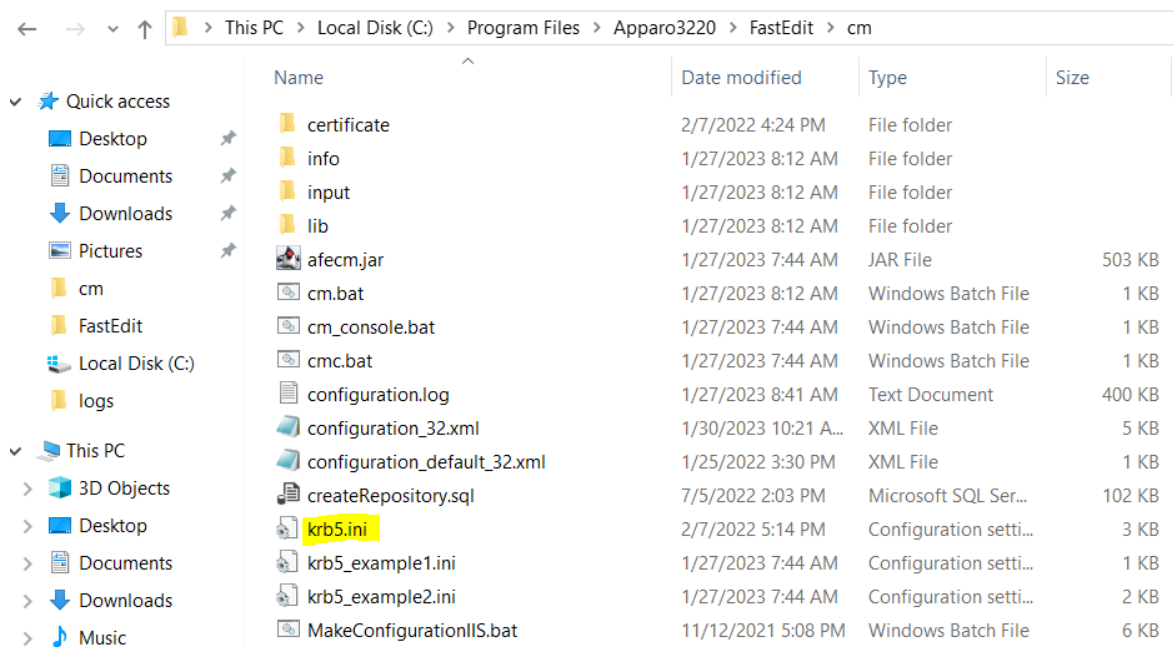 This PC > Local Disk (C:) > Program Files > Apparo3220 > FastEdit > cm
Name Date modified Type Size
Quick access
Desktop
Documents
Downloads
Pictures
cm
FastEdit
Local Disk (C:)
logs
This PC
3D Objects
Desktop
Documents
Downloads
Music
certificate 2/7/2022 4:24 PM File folder
info 1/27/2023 8:12 AM File folder
input 1/27/2023 8:12 AM File folder
lib 1/27/2023 8:12 AM File folder
afecm.jar 1/27/2023 7:44 AM JAR File 503 KB
cm.bat 1/27/2023 8:12 AM Windows Batch File 1 KB
cm_console.bat 1/27/2023 7:44 AM Windows Batch File 1 KB
cmc.bat 1/27/2023 7:44 AM Windows Batch File 1 KB
configuration.log 1/27/2023 8:41 AM Text Document 400 KB
configuration_32.xml 1/30/2023 10:21 A... XML File 5 KB
configuration_default_32.xml 1/25/2022 3:30 PM XML File 1 KB
createRepository.sql 7/5/2022 2:03 PM Microsoft SQL Ser... 102 KB
krb5.ini 2/7/2022 5:14 PM Configuration setti... 3 KB
krb5_example1.ini 1/27/2023 7:44 AM Configuration setti... 1 KB
krb5_example2.ini 1/27/2023 7:44 AM Configuration setti... 2 KB
MakeConfigurationIIS.bat 11/12/2021 5:08 PM Windows Batch File 6 KB